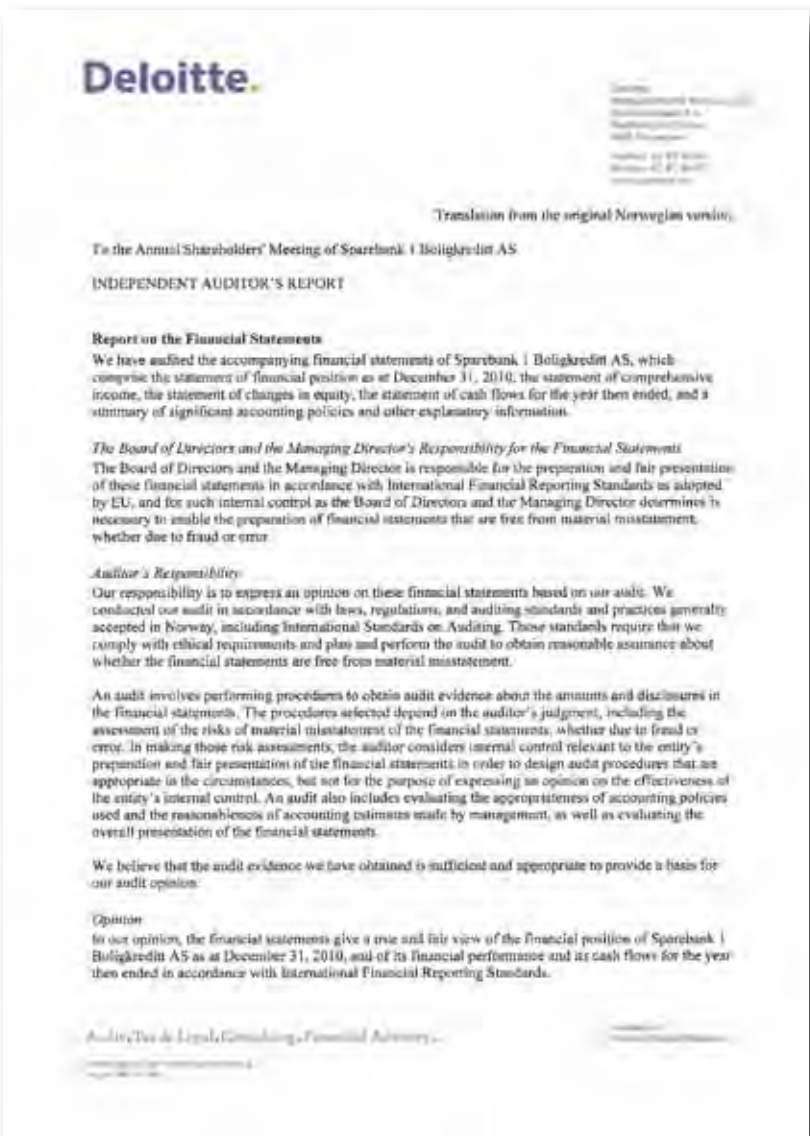 Deloitte.
Translation from the original Norwegian version
To the Annual Shareholders' Meeting of Sparebank 1 Boligkreditt AS
INDEPENDENT AUDITOR'S REPORT
Report on the Financial Statements
We have audited the accompanying financial statements of Sparebank 1 Boligkreditt AS, which
comprise the statement of financial position as at December 31, 2010, the statement of comprehensive
income, the statement of changes in equity, the statement of cash flows for the year then ended, and a
summary of significant accounting policies and other explanatory information.
The Board of Directors and the Managing Director's Responsibility for the Financial Statements
The Board of Directors and the Managing Director is responsible for the preparation and fair presentation
of these financial statements in accordance with International Financial Reporting Standards as adopted
by EU, and for such internal control as the Board of Directors and the Managing Director determines is
necessary to enable the preparation of financial statements that are free from material misstatement,
whether due to fraud or error.
Auditor's Responsibility
Our responsibility is to express an opinion on these financial statements based on our audit. We
conducted our audit in accordance with laws, regulations, and auditing standards and practices generally
accepted in Norway, including International Standards on Auditing. Those standards require that we
comply with ethical requirements and plan and perform the audit to obtain reasonable assurance about
whether the financial statements are free from material misstatement.
An audit involves performing procedures to obtain audit evidence about the amounts and disclosures in
the financial statements. The procedures selected depend on the auditor's judgment, including the
assessment of the risks of material misstatement of the financial statements, whether due to fraud or
error. In making those risk assessments, the auditor considers internal control relevant to the entity's
preparation and fair presentation of the financial statements in order to design audit procedures that are
appropriate in the circumstances, but not for the purpose of expressing an opinion on the effectiveness of
the entity's internal control. An audit also includes evaluating the appropriateness of accounting policies
used and the reasonableness of accounting estimates made by management, as well as evaluating the
overall presentation of the financial statements.
We believe that the audit evidence we have obtained is sufficient and appropriate to provide a basis for
our audit opinion.
Opinion
In our opinion, the financial statements give a true and fair view of the financial position of Sparebank 1
Boligkreditt AS as at December 31, 2010, and of its financial performance and its cash flows for the year
then ended in accordance with International Financial Reporting Standards.
Audit. Tax & Legal. Consulting. Financial Advisory.